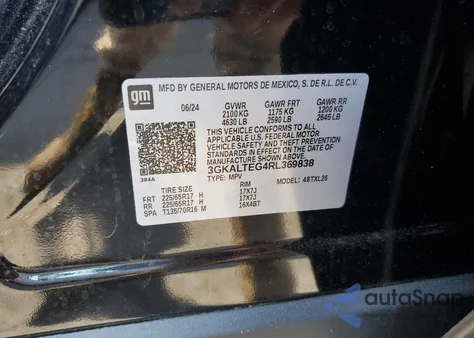 gm
MFD BY GENERAL MOTORS DE MEXICO, S. DE R.L. DE C.V.
06/24 GVWR GAWR FRT GAWR RR
2100 KG 1175 KG 1200 KG
4630 LB 2590 LB 2645 LB
THIS VEHICLE CONFORMS TO ALL
APPLICABLE U.S. FEDERAL MOTOR
VEHICLE SAFETY, BUMPER, AND
THEFT PREVENTION STANDARDS IN
EFFECT ON THE DATE OF
MANUFACTURE SHOWN ABOVE.
3GKALTEG4RL369838
384A TYPE: MPV MODEL: 4BTXL26
TIRE SIZE RIM
FRT 225/65R17 H 17X7J
RR 225/65R17 H 17X7J
SPA T135/70R16 M 16X4BT
autoSnap